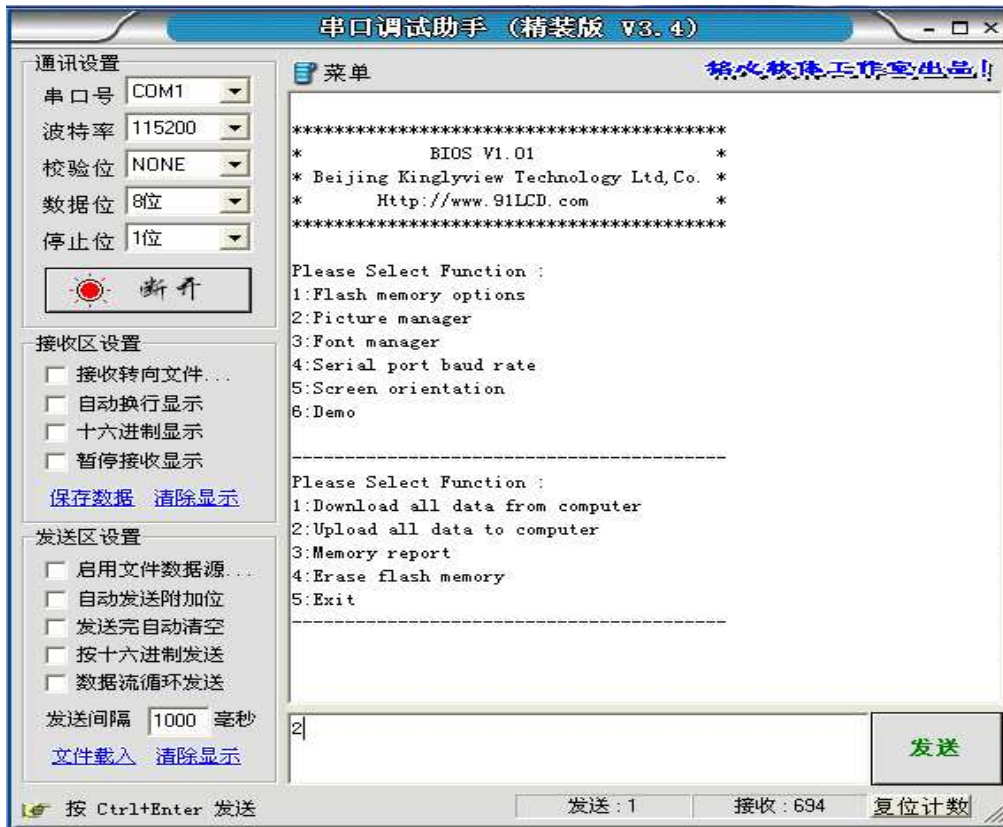 串口调试助手 (精装版 V3.4)
通讯设置
串口号 COM1
波特率 115200
校验位 NONE
数据位 8位
停止位 1位
断开
接收区设置
接收转向文件...
自动换行显示
十六进制显示
暂停接收显示
保存数据 清除显示
发送区设置
启用文件数据源...
自动发送附加位
发送完自动清空
按十六进制发送
数据流循环发送
发送间隔 1000 毫秒
文件载入 清除显示
菜单
软体工作室出品!
*****************************************
* BIOS V1.01 *
* Beijing Kinglyview Technology Ltd,Co. *
* Http://www.91LCD.com *
*****************************************
Please Select Function :
1:Flash memory options
2:Picture manager
3:Font manager
4:Serial port baud rate
5:Screen orientation
6:Demo
-----------------------------------------
Please Select Function :
1:Download all data from computer
2:Upload all data to computer
3:Memory report
4:Erase flash memory
5:Exit
-----------------------------------------
2
发送
按 Ctrl+Enter 发送
发送:1
接收:694
复位计数